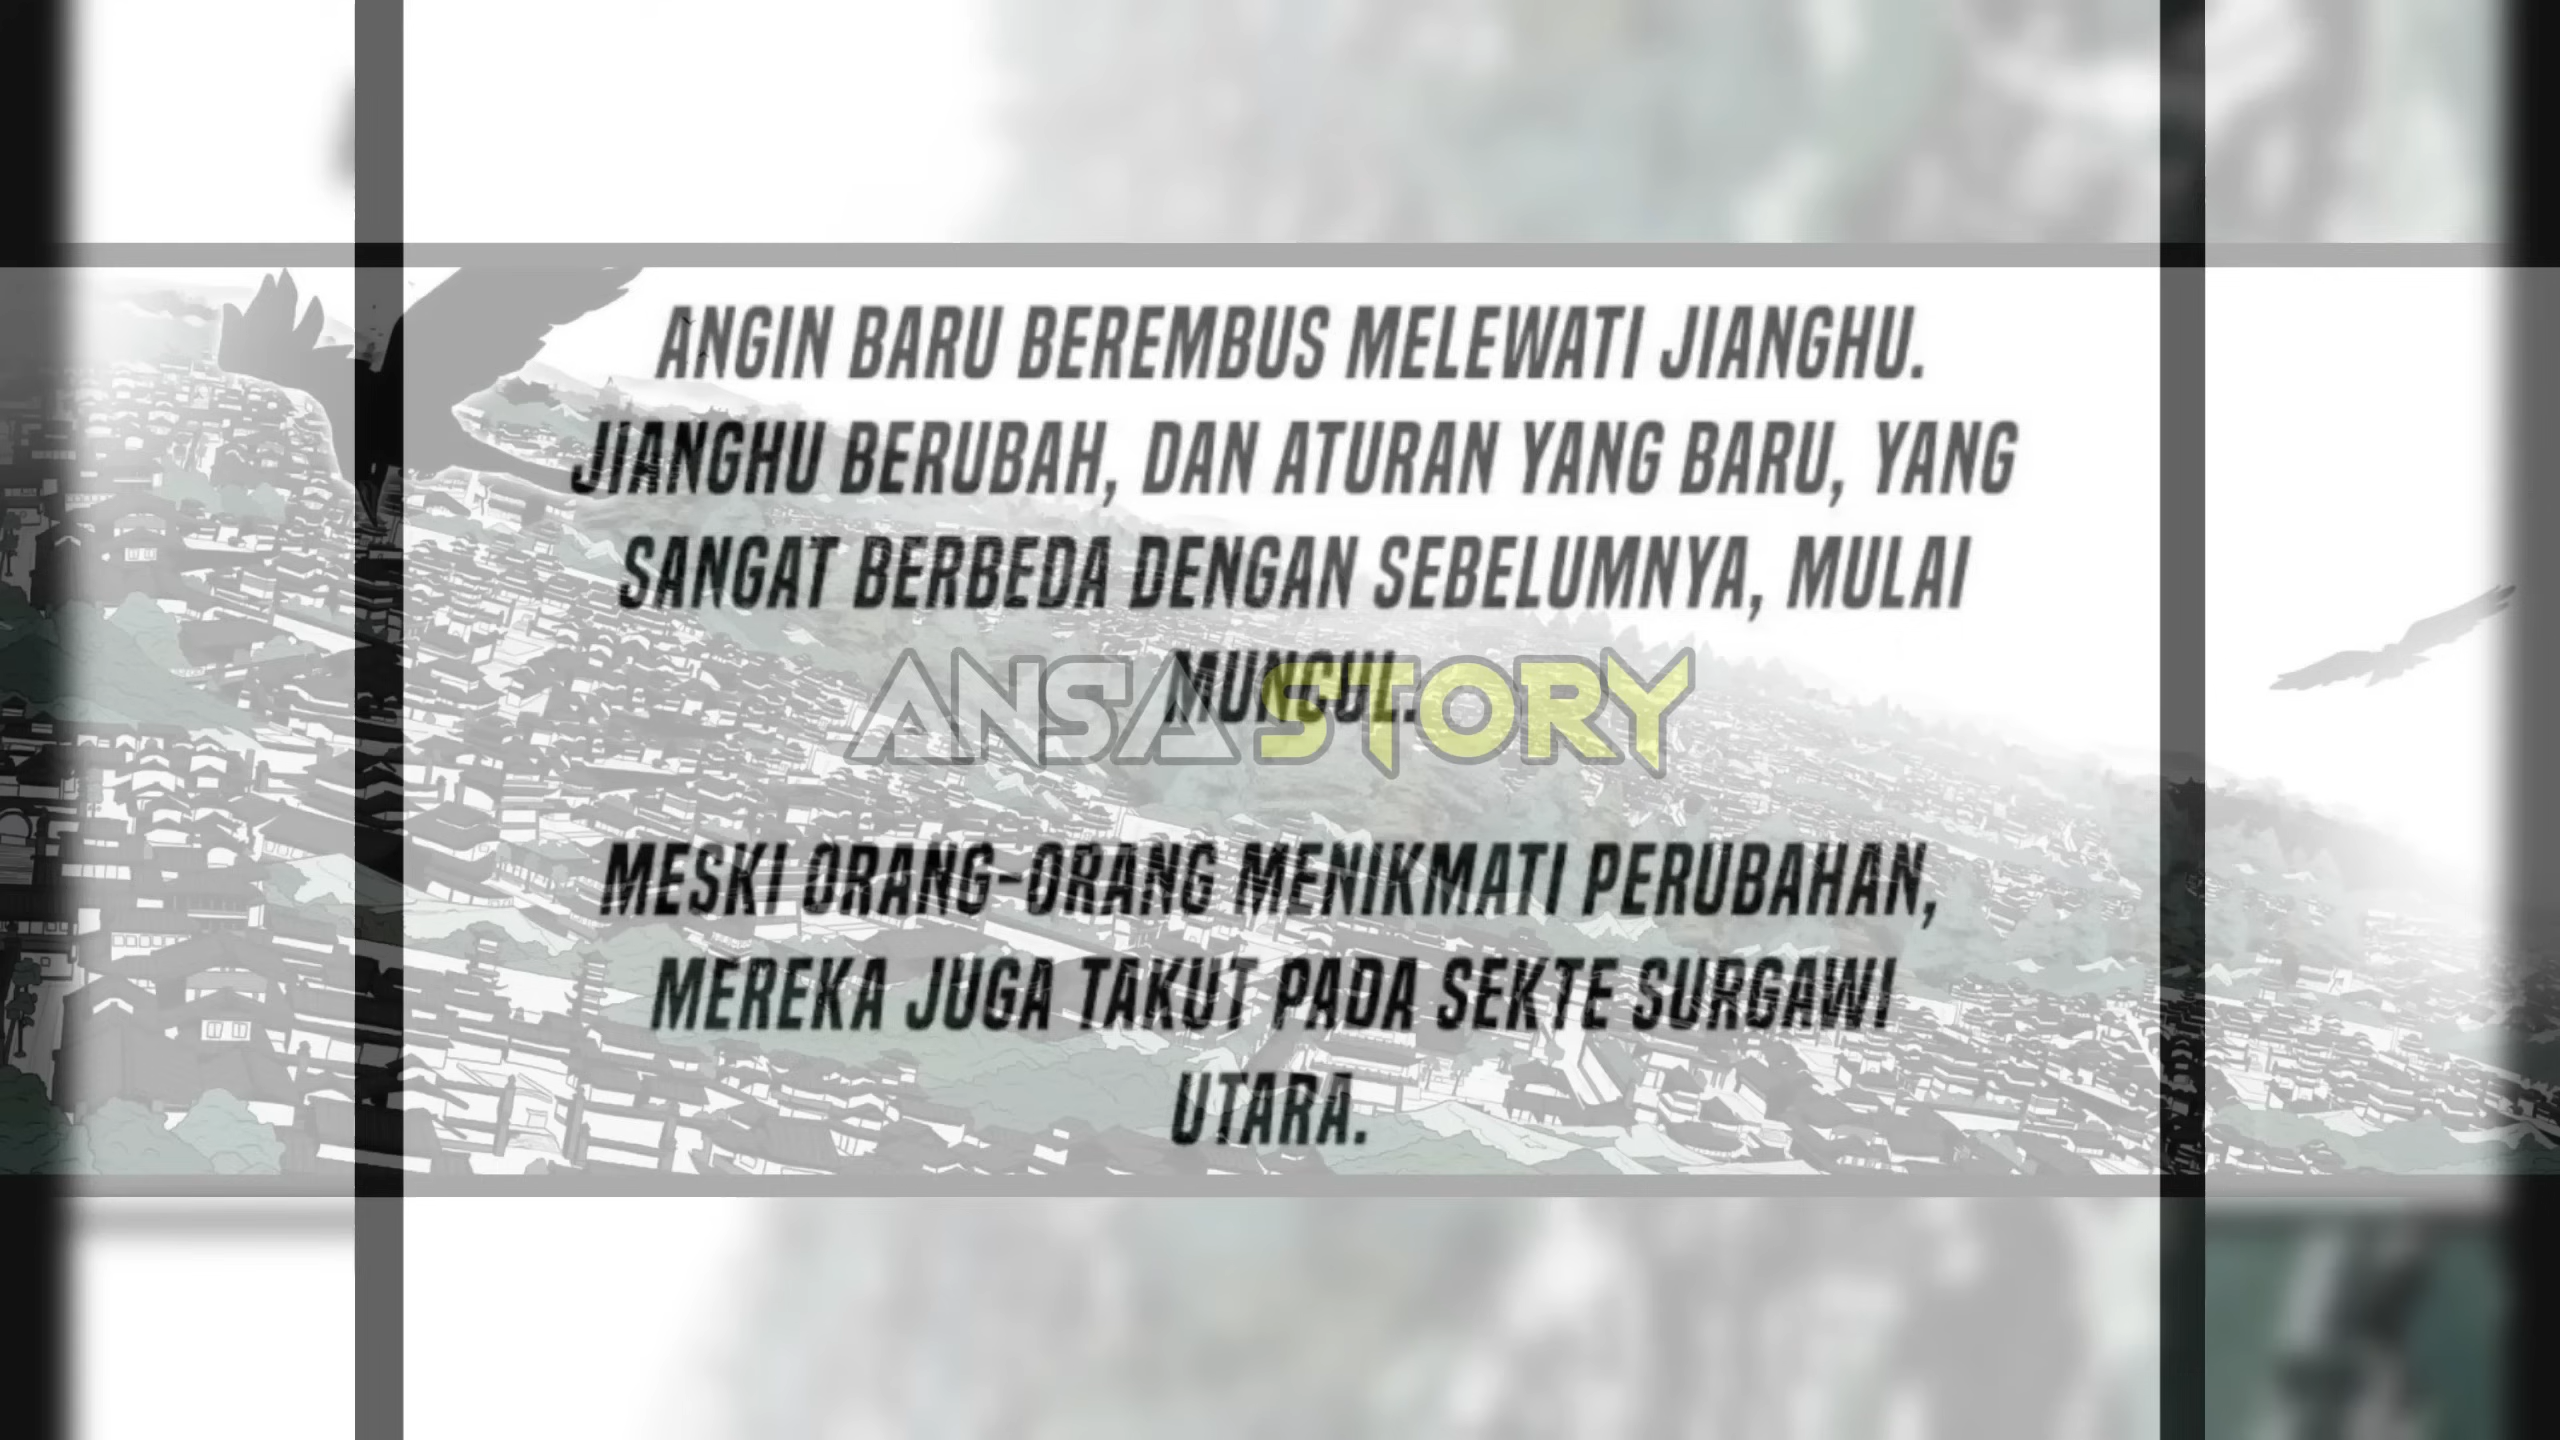 ANGIN BARU BEREMBUS MELEWATI JIANGHU.
JIANGHU BERUBAH, DAN ATURAN YANG BARU, YANG
SANGAT BERBEDA DENGAN SEBELUMNYA, MULAI
MUNCUL.
ANSA STORY
MESKI ORANG-ORANG MENIKMATI PERUBAHAN,
MEREKA JUGA TAKUT PADA SEKTE SURGAWI
UTARA.